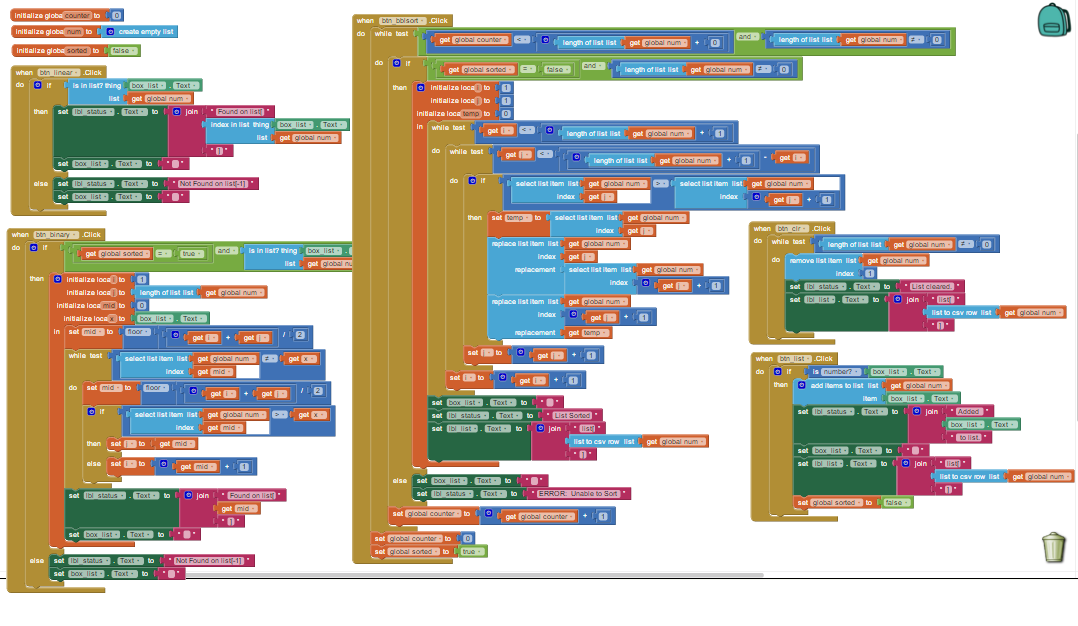 initialize global counter to 0
initialize global num to create empty list
initialize global sorted to false
when btn_linear .Click
do if is in list? thing box_list . Text
list get global num
then set lbl_status . Text to join " Found on list[ "
index in list thing box_list . Text
list get global num
" ] "
set box_list . Text to " "
else set lbl_status . Text to " Not Found on list[-1] "
set box_list . Text to " "
when btn_binary .Click
do if get global sorted = true and is in list? thing box_list
list get global nu
then initialize local to 1
initialize local to length of list list get global num
initialize local mid to 0
initialize local to box_list . Text
in set mid to floor get + get / 2
while test select list item list get global num ≠ get x
index get mid
do set mid to floor get + get / 2
if select list item list get global num > get x
index get mid
then set to get mid
else set to get mid + 1
set lbl_status . Text to join " Found on list[ "
get mid
" ] "
set box_list . Text to " "
else set lbl_status . Text to " Not Found on list[-1] "
set box_list . Text to " "
when btn_bblsort .Click
do while test get global counter < length of list list get global num + 0 and length of list list get global num ≠ 0
do if get global sorted = false and length of list list get global num ≠ 0
then initialize local to 1
initialize local to 1
initialize local temp to 0
in while test get < length of list list get global num + 1
do while test get < length of list list get global num + 1 - get
do if select list item list get global num > select list item list get global num
index get index get + 1
then set temp to select list item list get global num
index get
replace list item list get global num
index get
replacement select list item list get global num
index get + 1
replace list item list get global num
index get + 1
replacement get temp
set to get + 1
set to get + 1
set box_list . Text to " "
set lbl_status . Text to " List Sorted "
set lbl_list . Text to join " list[ "
list to csv row list get global num
" ] "
else set box_list . Text to " "
set lbl_status . Text to " ERROR: Unable to Sort "
set global counter to get global counter + 1
set global counter to 0
set global sorted to true
when btn_clr .Click
do while test length of list list get global num ≠ 0
do remove list item list get global num
index 1
set lbl_status . Text to " List cleared. "
set lbl_list . Text to join " list[ "
list to csv row list get global num
" ] "
when btn_list .Click
do if is number? box_list . Text
then add items to list list get global num
item box_list . Text
set lbl_status . Text to join " Added "
box_list . Text
" to list. "
set box_list . Text to " "
set lbl_list . Text to join " list[ "
list to csv row list get global num
" ] "
set global sorted to false